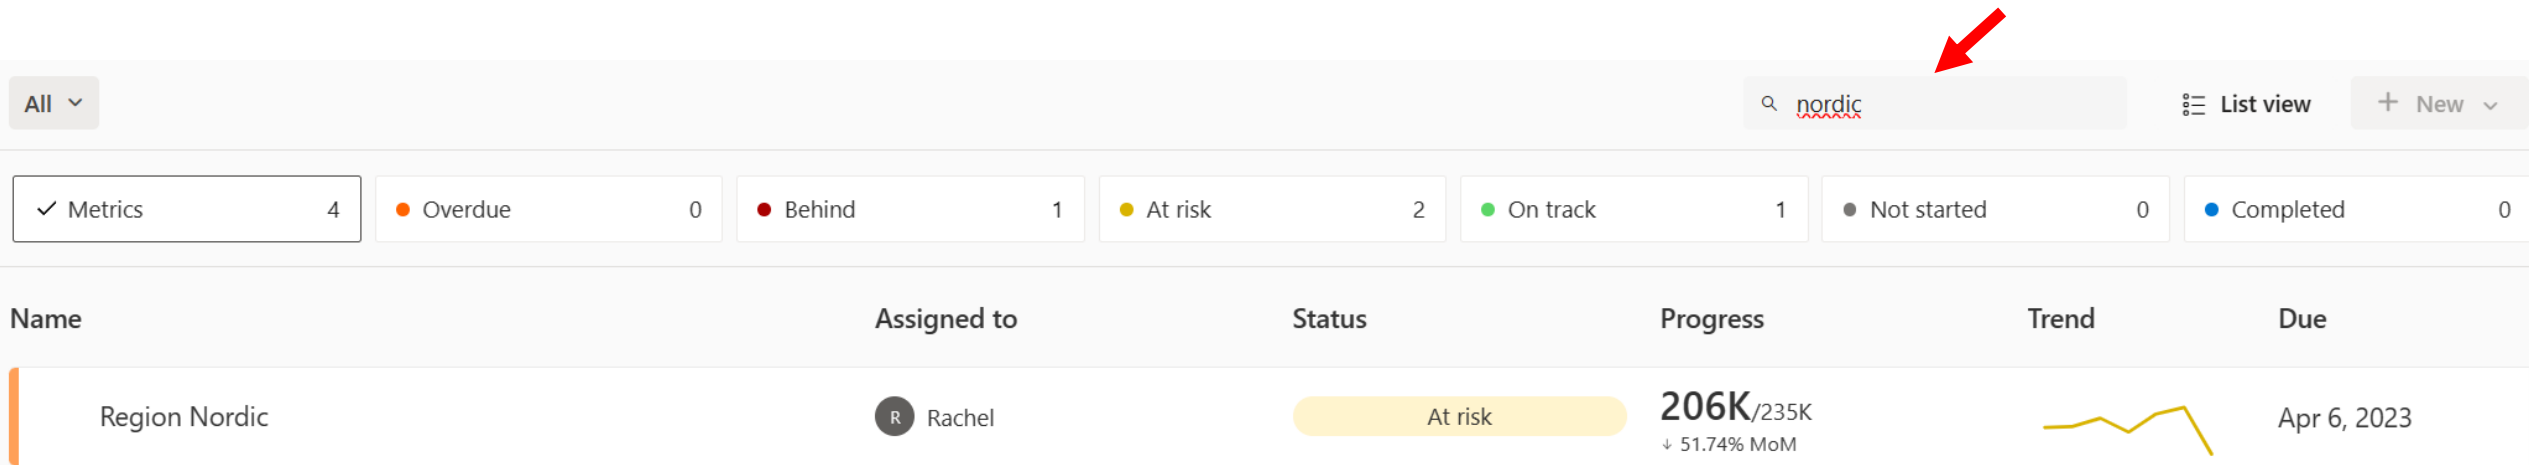 All nordic List view + New
Metrics 4 Overdue 0 Behind 1 At risk 2 On track 1 Not started 0 Completed 0
Name Assigned to Status Progress Trend Due
Region Nordic R Rachel At risk 206K/235K Apr 6, 2023
↓ 51.74% MoM